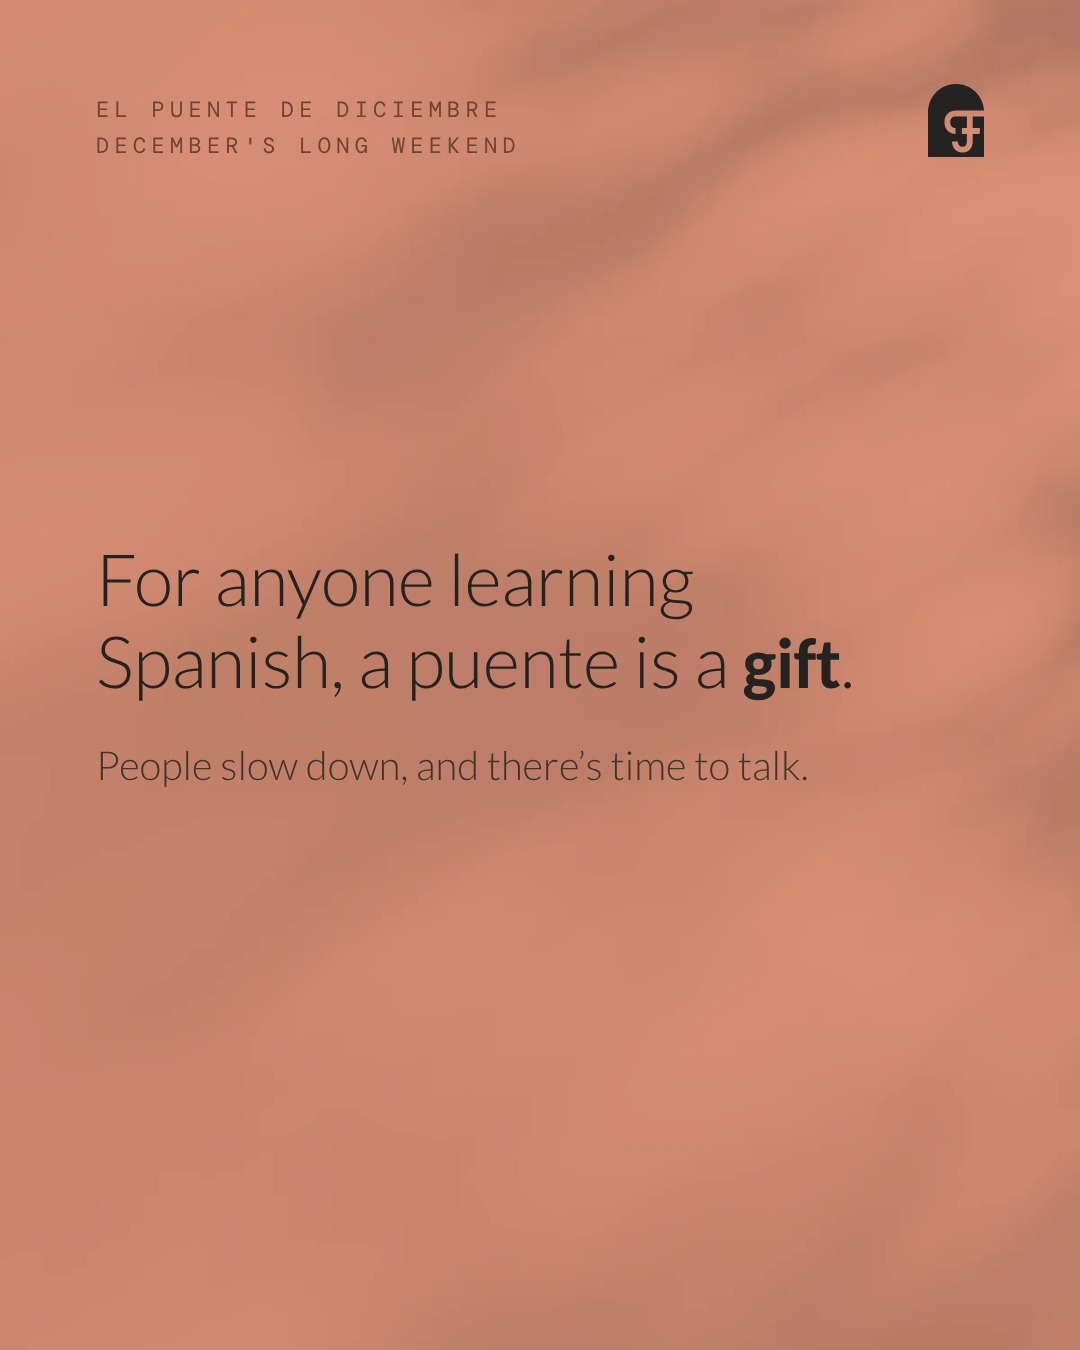 EL PUENTE DE DICIEMBRE
DECEMBER'S LONG WEEKEND
For anyone learning
Spanish, a puente is a gift.
People slow down, and there’s time to talk.